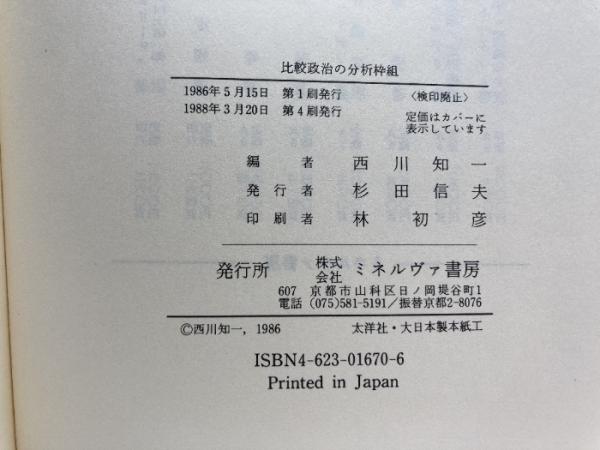 比較政治の分析枠組
1986年5月15日 第1刷発行 〈検印廃止〉
1988年3月20日 第4刷発行 定価はカバーに
表示しています
編者 西川知一
発行者 杉田信夫
印刷者 林初彦
発行所 株式会社 ミネルヴァ書房
607 京都市山科区日ノ岡堤谷町1
電話 (075)581-5191/振替京都2-8076
©西川知一, 1986 太洋社・大日本製本紙工
ISBN4-623-01670-6
Printed in Japan